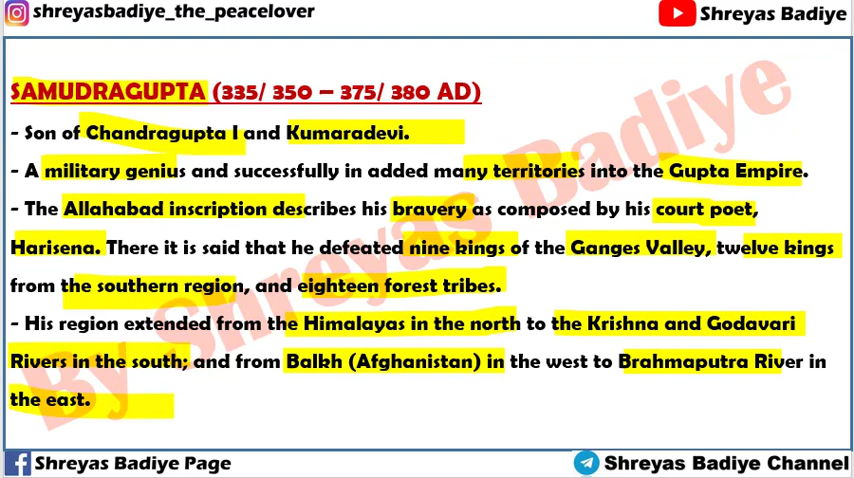 shreyasbadiye_the_peacelover
Shreyas Badiye
SAMUDRAGUPTA (335/ 350 – 375/ 380 AD)
- Son of Chandragupta I and Kumaradevi.
- A military genius and successfully in added many territories into the Gupta Empire.
- The Allahabad inscription describes his bravery as composed by his court poet,
Harisena. There it is said that he defeated nine kings of the Ganges Valley, twelve kings
from the southern region, and eighteen forest tribes.
- His region extended from the Himalayas in the north to the Krishna and Godavari
Rivers in the south; and from Balkh (Afghanistan) in the west to Brahmaputra River in
the east.
By Shreyas Badiye
Shreyas Badiye Page
Shreyas Badiye Channel